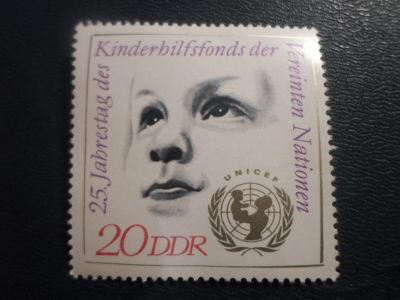 25. Jahrestag des
Kinderhilfsfonds der
Vereinten Nationen
UNICEF
20 DDR